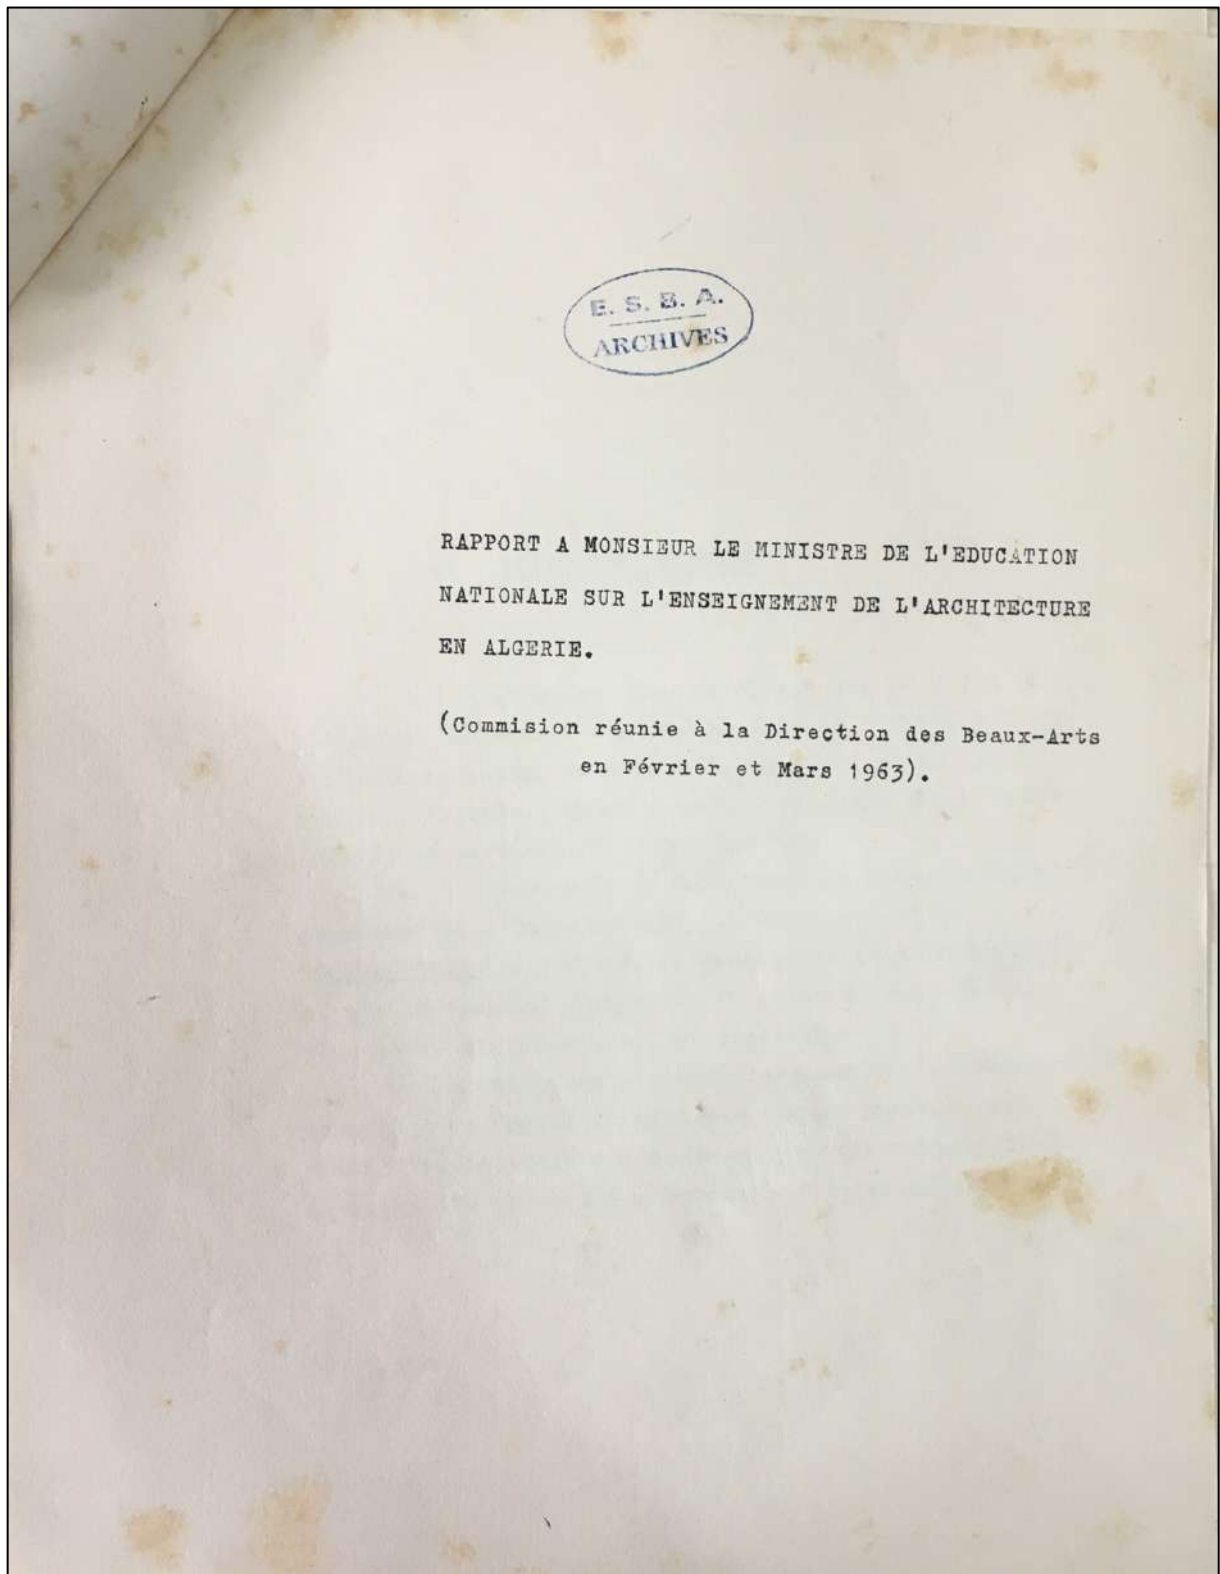 E. S. B. A.
ARCHIVES
RAPPORT A MONSIEUR LE MINISTRE DE L'EDUCATION
NATIONALE SUR L'ENSEIGNEMENT DE L'ARCHITECTURE
EN ALGERIE.
(Commision réunie à la Direction des Beaux-Arts
en Février et Mars 1963).